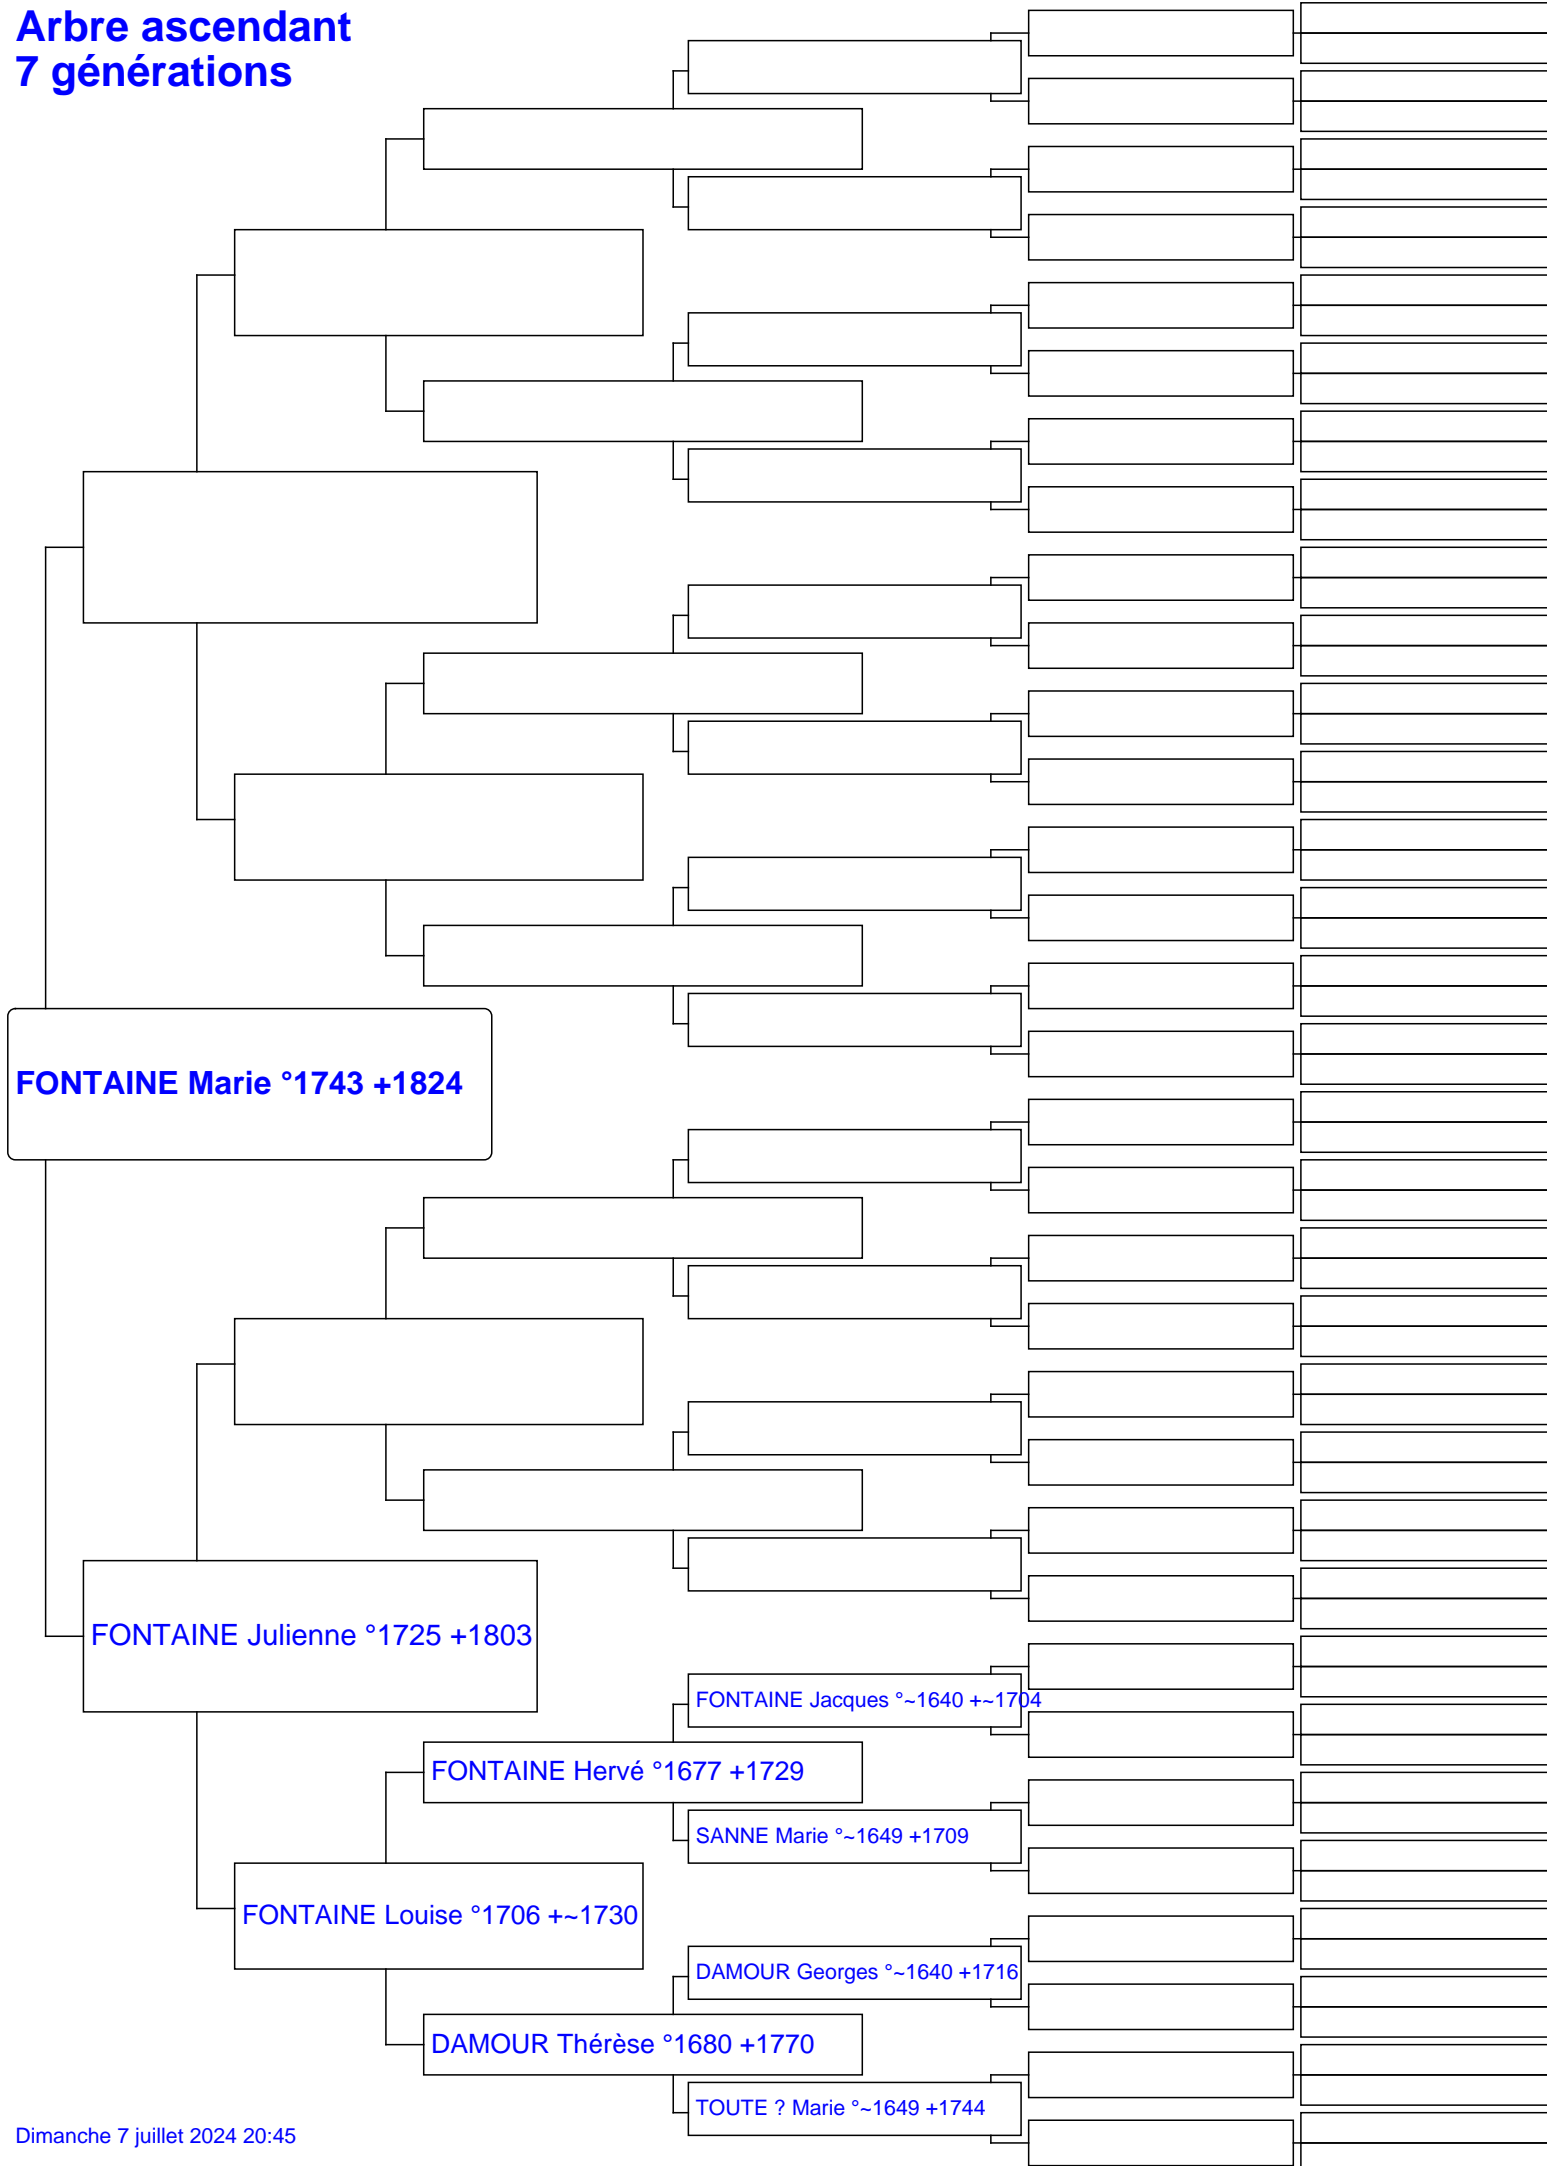 Arbre ascendant
7 générations
FONTAINE Marie °1743 +1824
FONTAINE Julienne °1725 +1803
FONTAINE Jacques °~1640 +~1704
FONTAINE Hervé °1677 +1729
SANNE Marie °~1649 +1709
FONTAINE Louise °1706 +~1730
DAMOUR Georges °~1640 +1716
DAMOUR Thérèse °1680 +1770
TOUTE ? Marie °~1649 +1744
Dimanche 7 juillet 2024 20:45